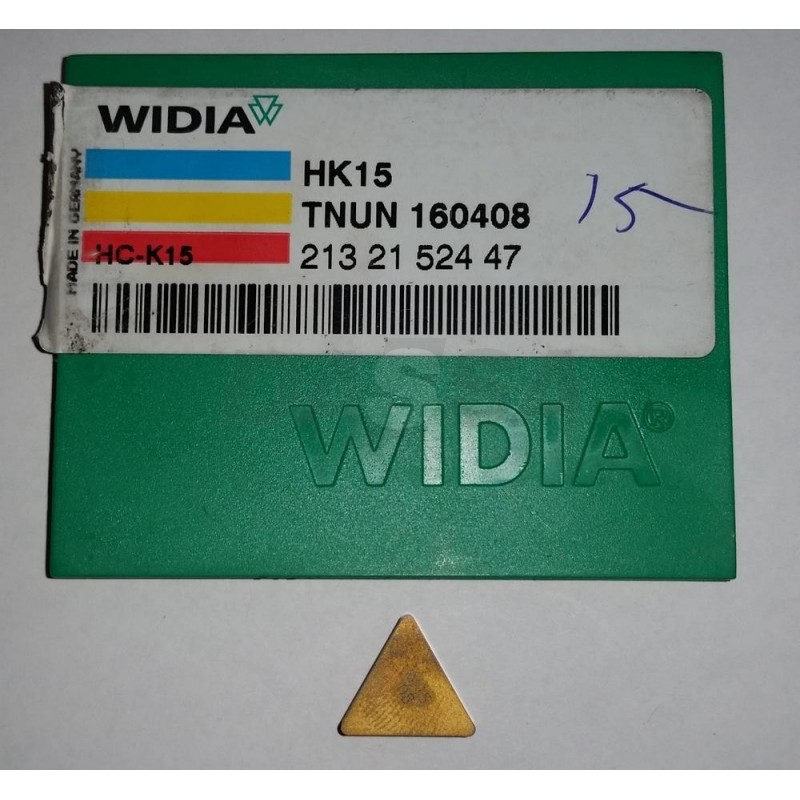 WIDIA
MADE IN GERMANY
HK15
TNUN 160408
15
HC-K15
213 21 524 47
WIDIA®